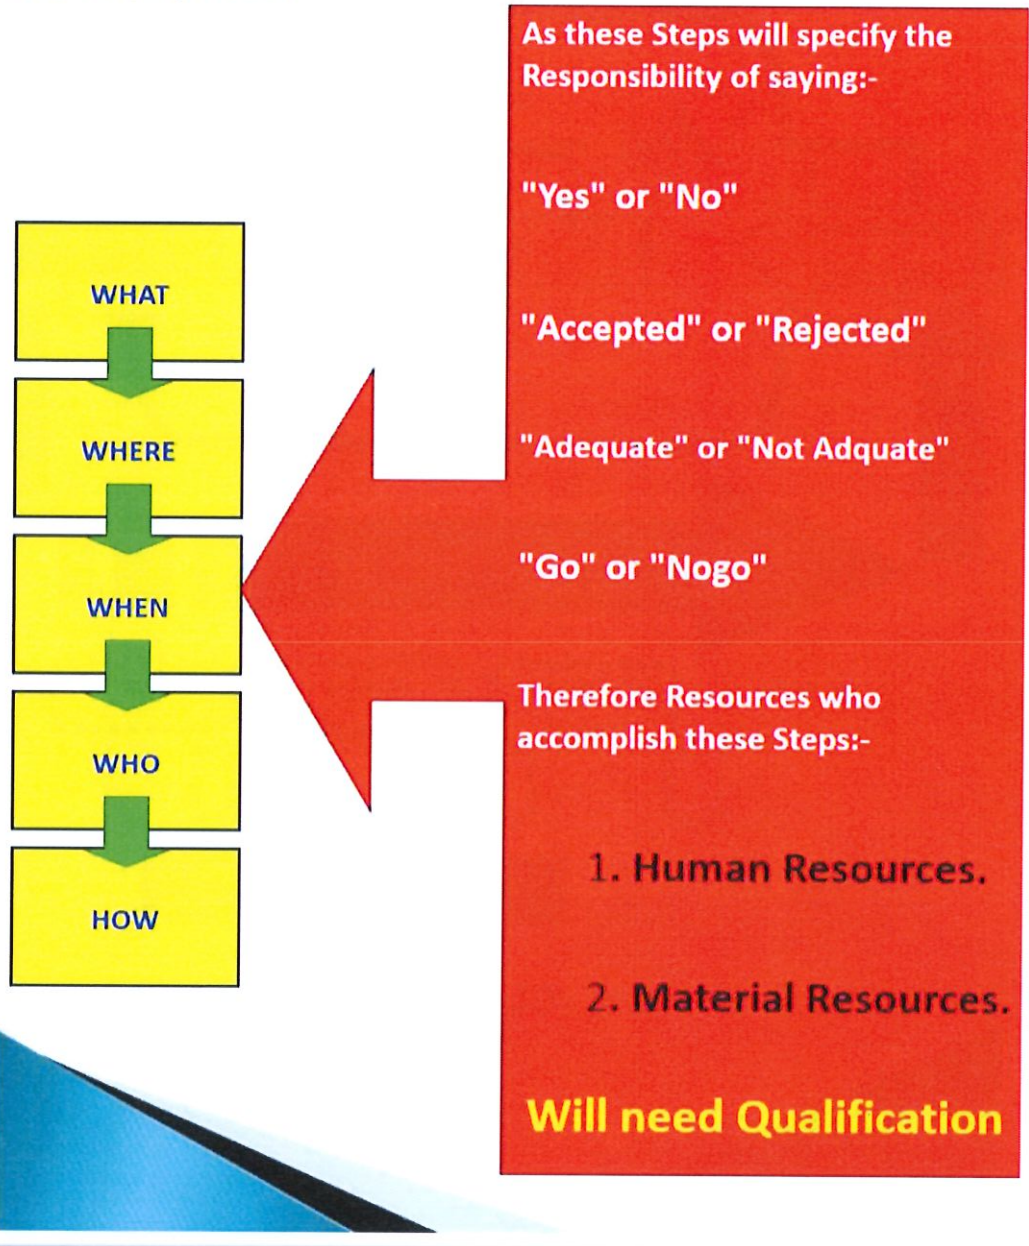 WHAT
WHERE
WHEN
WHO
HOW
As these Steps will specify the
Responsibility of saying:-
"Yes" or "No"
"Accepted" or "Rejected"
"Adequate" or "Not Adquate"
"Go" or "Nogo"
Therefore Resources who
accomplish these Steps:-
1. Human Resources.
2. Material Resources.
Will need Qualification